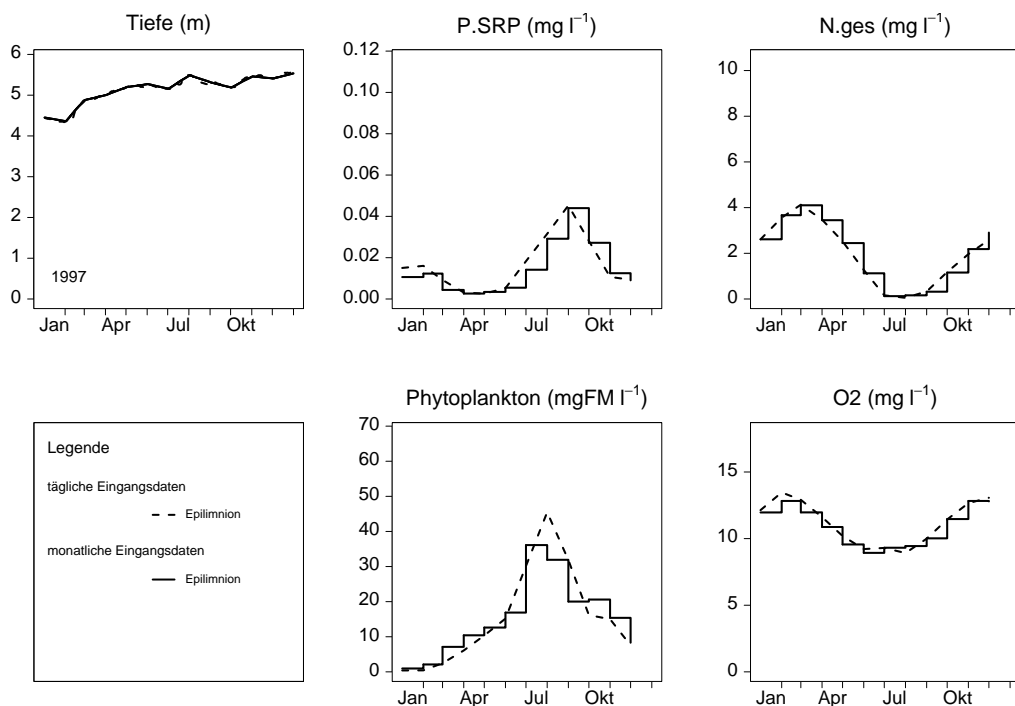 Tiefe (m)
6
5
4
3
2
1
0
1997
Jan Apr Jul Okt
P.SRP (mg l⁻¹)
0.12
0.10
0.08
0.06
0.04
0.02
0.00
Jan Apr Jul Okt
N.ges (mg l⁻¹)
10
8
6
4
2
0
Jan Apr Jul Okt
Legende
tägliche Eingangsdaten
Epilimnion
monatliche Eingangsdaten
Epilimnion
Phytoplankton (mgFM l⁻¹)
70
60
50
40
30
20
10
0
Jan Apr Jul Okt
O2 (mg l⁻¹)
15
10
5
0
Jan Apr Jul Okt